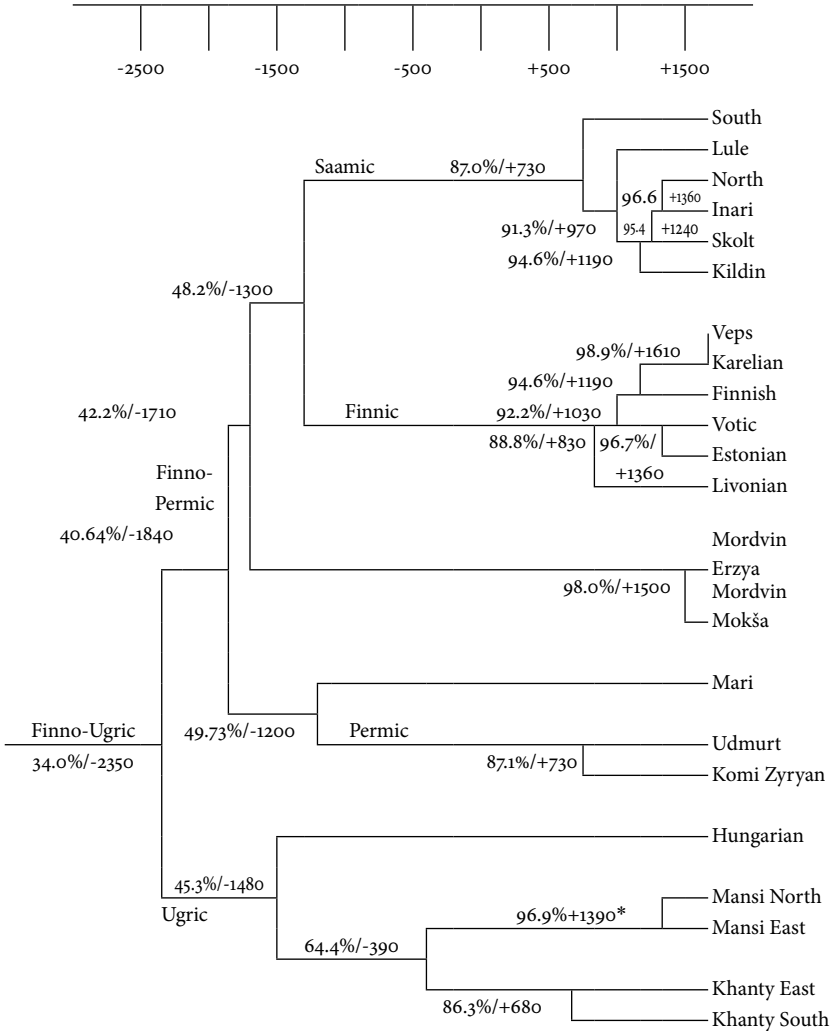 -2500 -1500 -500 +500 +1500
South
Lule
Saamic 87.0%/+730
North
96.6 +1360
Inari
91.3%/+970 95.4 +1240
Skolt
94.6%/+1190
Kildin
48.2%/-1300
Veps
98.9%/+1610
Karelian
94.6%/+1190
Finnish
42.2%/-1710 Finnic 92.2%/+1030
Votic
88.8%/+830 96.7%/
Estonian
Finno-
+1360
Livonian
Permic
40.64%/-1840
Mordvin
Erzya
98.0%/+1500
Mordvin
Mokša
Mari
Finno-Ugric 49.73%/-1200 Permic
Udmurt
34.0%/-2350 87.1%/+730
Komi Zyryan
Hungarian
45.3%/-1480
Mansi North
Ugric 96.9%+1390*
Mansi East
64.4%/-390
Khanty East
86.3%/+680
Khanty South